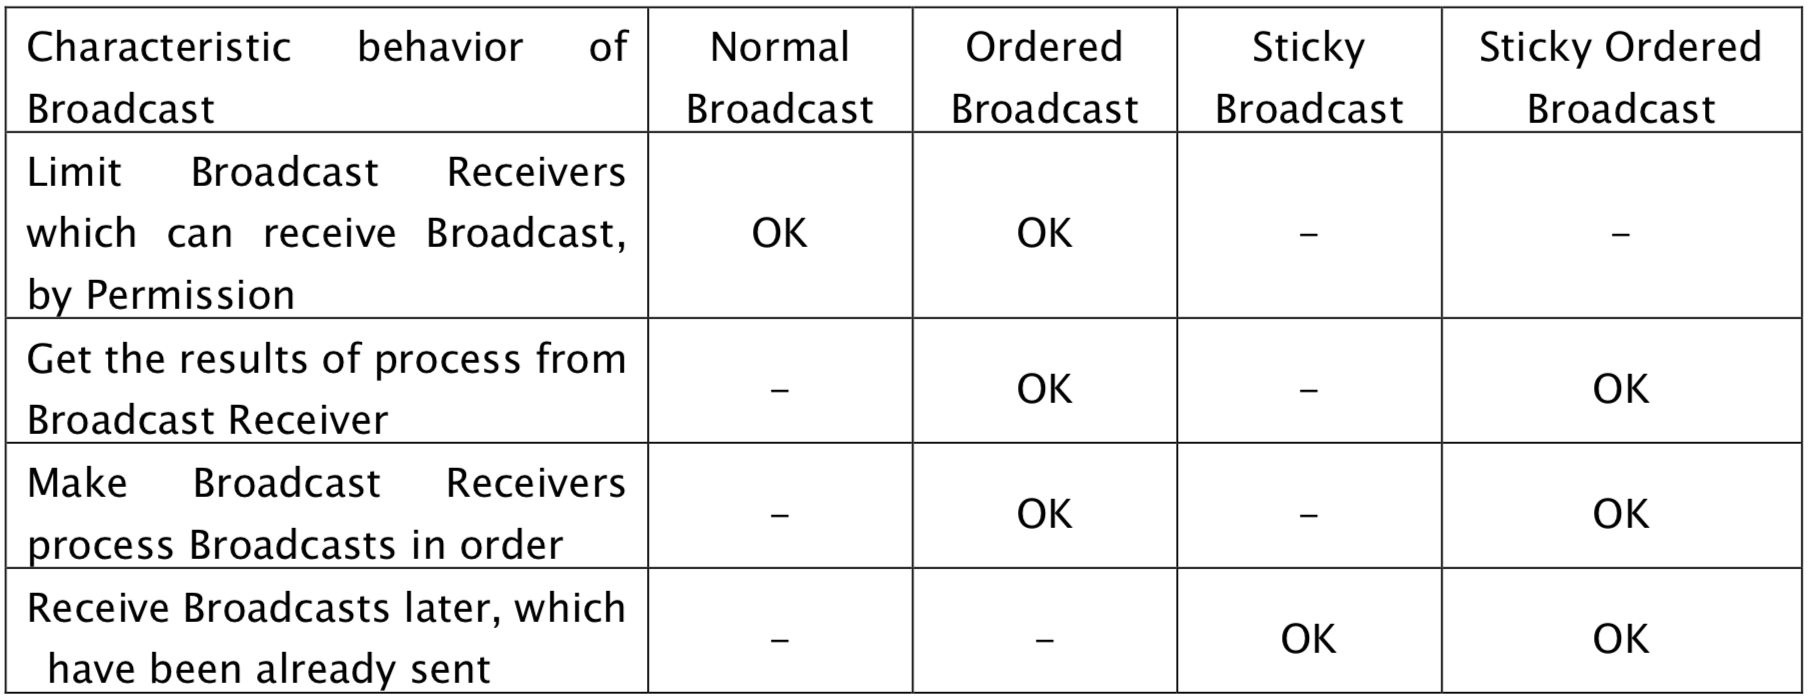 Characteristic behavior of Broadcast
Normal Broadcast
Ordered Broadcast
Sticky Broadcast
Sticky Ordered Broadcast
Limit Broadcast Receivers
which can receive Broadcast,
by Permission
OK
OK
–
–
Get the results of process from
Broadcast Receiver
–
OK
–
OK
Make Broadcast Receivers
process Broadcasts in order
–
OK
–
OK
Receive Broadcasts later, which
have been already sent
–
–
OK
OK